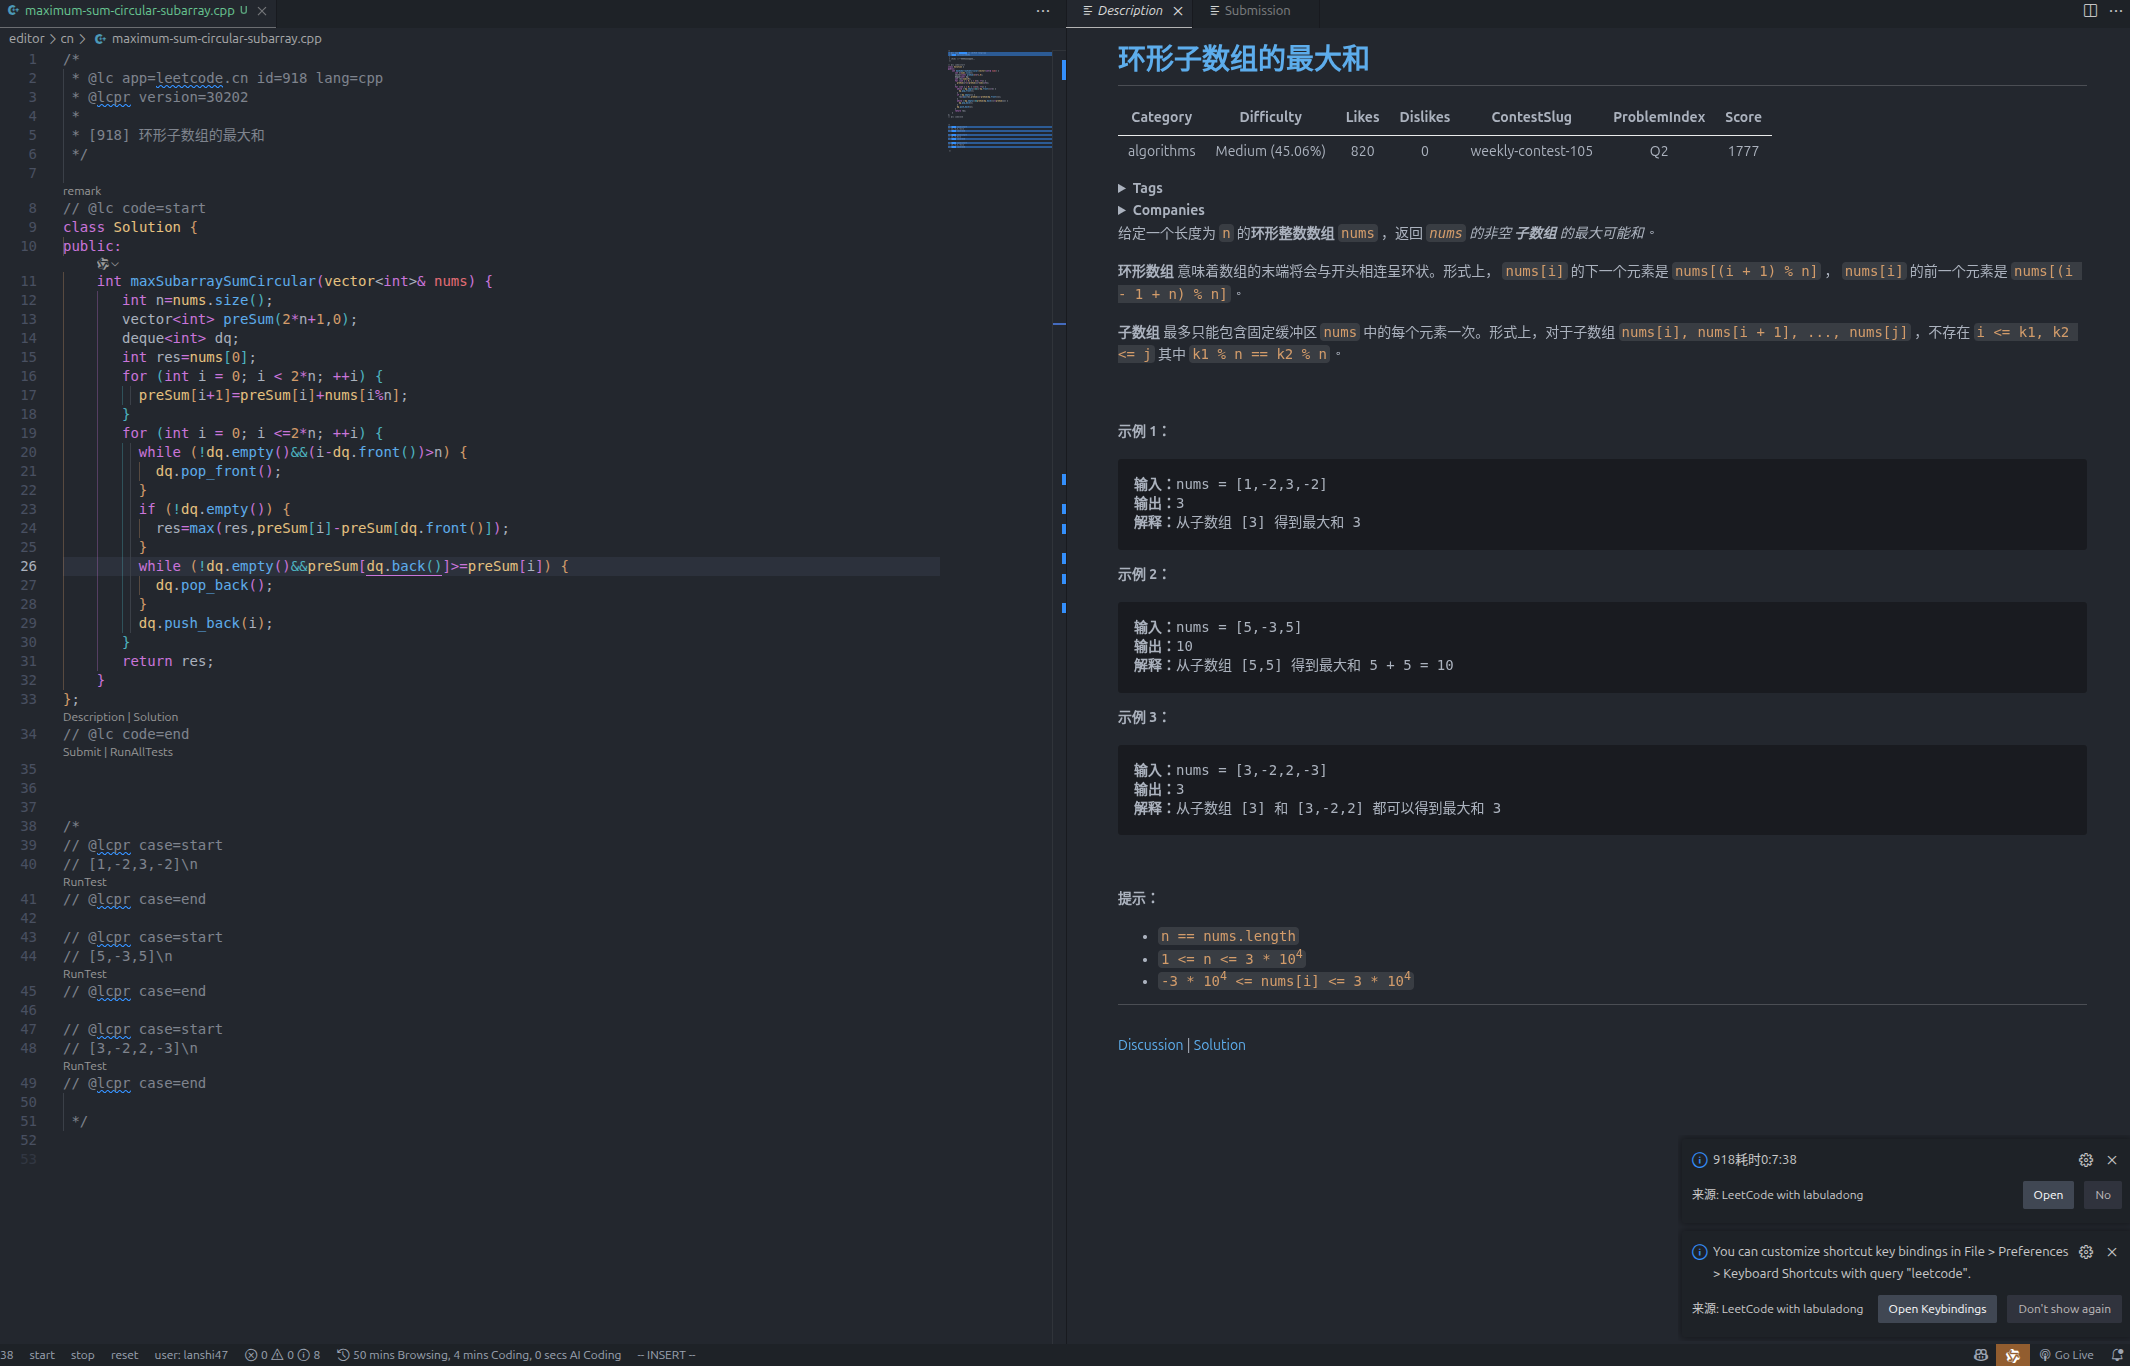 maximum-sum-circular-subarray.cpp U
editor > cn > maximum-sum-circular-subarray.cpp
1 /*
2 * @lc app=leetcode.cn id=918 lang=cpp
3 * @lcpr version=30202
4 *
5 * [918] 环形子数组的最大和
6 */
7
remark
8 // @lc code=start
9 class Solution {
10 public:
11 int maxSubarraySumCircular(vector<int>& nums) {
12 int n=nums.size();
13 vector<int> preSum(2*n+1,0);
14 deque<int> dq;
15 int res=nums[0];
16 for (int i = 0; i < 2*n; ++i) {
17 preSum[i+1]=preSum[i]+nums[i%n];
18 }
19 for (int i = 0; i <=2*n; ++i) {
20 while (!dq.empty()&&(i-dq.front())>n) {
21 dq.pop_front();
22 }
23 if (!dq.empty()) {
24 res=max(res,preSum[i]-preSum[dq.front()]);
25 }
26 while (!dq.empty()&&preSum[dq.back()]>=preSum[i]) {
27 dq.pop_back();
28 }
29 dq.push_back(i);
30 }
31 return res;
32 }
33 };
Description | Solution
34 // @lc code=end
Submit | RunAllTests
35
36
37
38 /*
39 // @lcpr case=start
40 // [1,-2,3,-2]\n
RunTest
41 // @lcpr case=end
42
43 // @lcpr case=start
44 // [5,-3,5]\n
RunTest
45 // @lcpr case=end
46
47 // @lcpr case=start
48 // [3,-2,2,-3]\n
RunTest
49 // @lcpr case=end
50
51 */
52
53
Description
Submission
环形子数组的最大和
Category Difficulty Likes Dislikes ContestSlug ProblemIndex Score
algorithms Medium (45.06%) 820 0 weekly-contest-105 Q2 1777
Tags
Companies
给定一个长度为 n 的环形整数数组 nums ，返回 nums 的非空 子数组 的最大可能和 。
环形数组 意味着数组的末端将会与开头相连呈环状。形式上， nums[i] 的下一个元素是 nums[(i + 1) % n] ， nums[i] 的前一个元素是 nums[(i
- 1 + n) % n] 。
子数组 最多只能包含固定缓冲区 nums 中的每个元素一次。形式上，对于子数组 nums[i], nums[i + 1], ..., nums[j] ，不存在 i <= k1, k2
<= j 其中 k1 % n == k2 % n 。
示例 1：
输入：nums = [1,-2,3,-2]
输出：3
解释：从子数组 [3] 得到最大和 3
示例 2：
输入：nums = [5,-3,5]
输出：10
解释：从子数组 [5,5] 得到最大和 5 + 5 = 10
示例 3：
输入：nums = [3,-2,2,-3]
输出：3
解释：从子数组 [3] 和 [3,-2,2] 都可以得到最大和 3
提示：
• n == nums.length
• 1 <= n <= 3 * 10⁴
• -3 * 10⁴ <= nums[i] <= 3 * 10⁴
Discussion | Solution
918耗时0:7:38
来源: LeetCode with labuladong Open No
You can customize shortcut key bindings in File > Preferences
> Keyboard Shortcuts with query "leetcode".
来源: LeetCode with labuladong Open Keybindings Don't show again
38 start stop reset user: lanshi47 0 0 8 50 mins Browsing, 4 mins Coding, 0 secs AI Coding -- INSERT -- Go Live